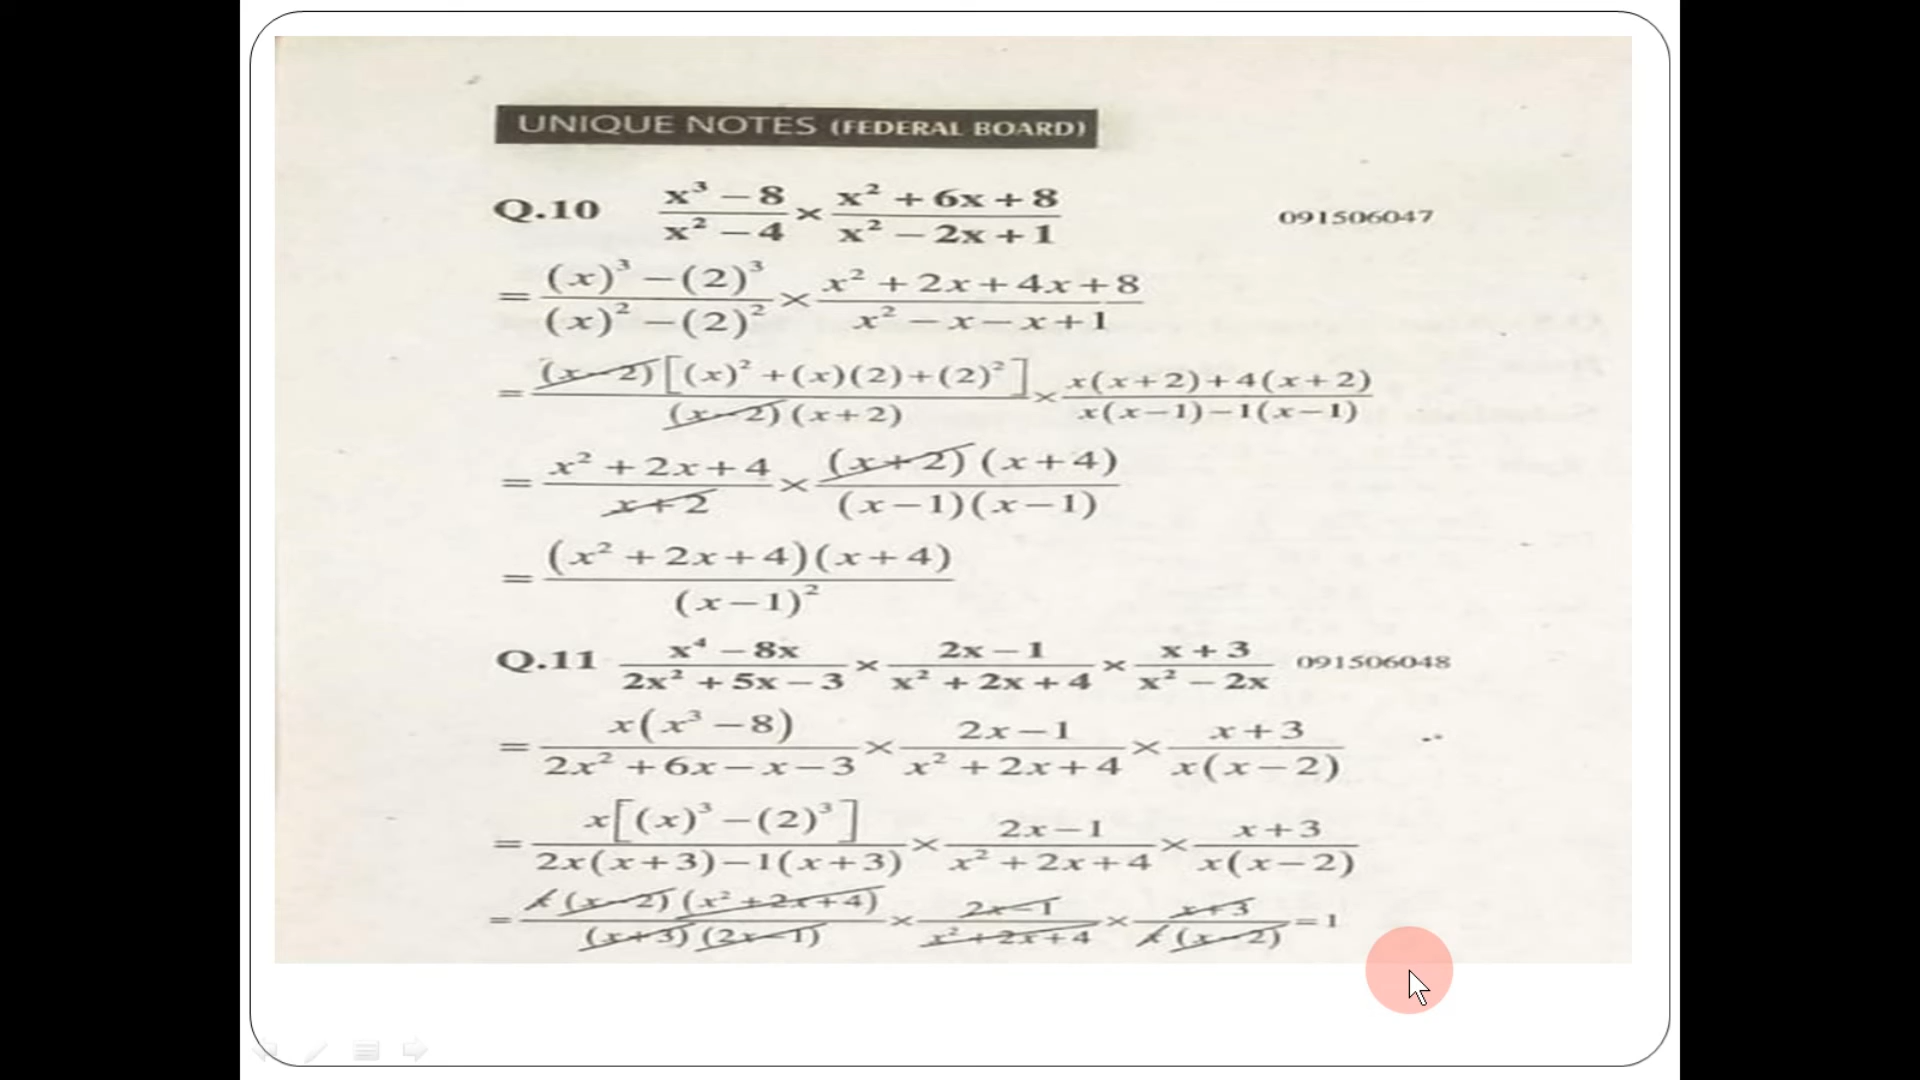 UNIQUE NOTES (FEDERAL BOARD)
Q.10 (x³ − 8)/(x² − 4) × (x² + 6x + 8)/(x² − 2x + 1) 091506047
= ((x)³ − (2)³)/((x)² − (2)²) × (x² + 2x + 4x + 8)/(x² − x − x + 1)
= ((x − 2)[(x)² + (x)(2) + (2)²])/((x − 2)(x + 2)) × (x(x + 2) + 4(x + 2))/(x(x − 1) − 1(x − 1))
= (x² + 2x + 4)/(x + 2) × ((x + 2)(x + 4))/((x − 1)(x − 1))
= ((x² + 2x + 4)(x + 4))/((x − 1)²)
Q.11 (x⁴ − 8x)/(2x² + 5x − 3) × (2x − 1)/(x² + 2x + 4) × (x + 3)/(x² − 2x) 091506048
= (x(x³ − 8))/(2x² + 6x − x − 3) × (2x − 1)/(x² + 2x + 4) × (x + 3)/(x(x − 2))
= (x[(x)³ − (2)³])/(2x(x + 3) − 1(x + 3)) × (2x − 1)/(x² + 2x + 4) × (x + 3)/(x(x − 2))
= (x(x − 2)(x² + 2x + 4))/((x + 3)(2x − 1)) × (2x − 1)/(x² + 2x + 4) × (x + 3)/(x(x − 2)) = 1